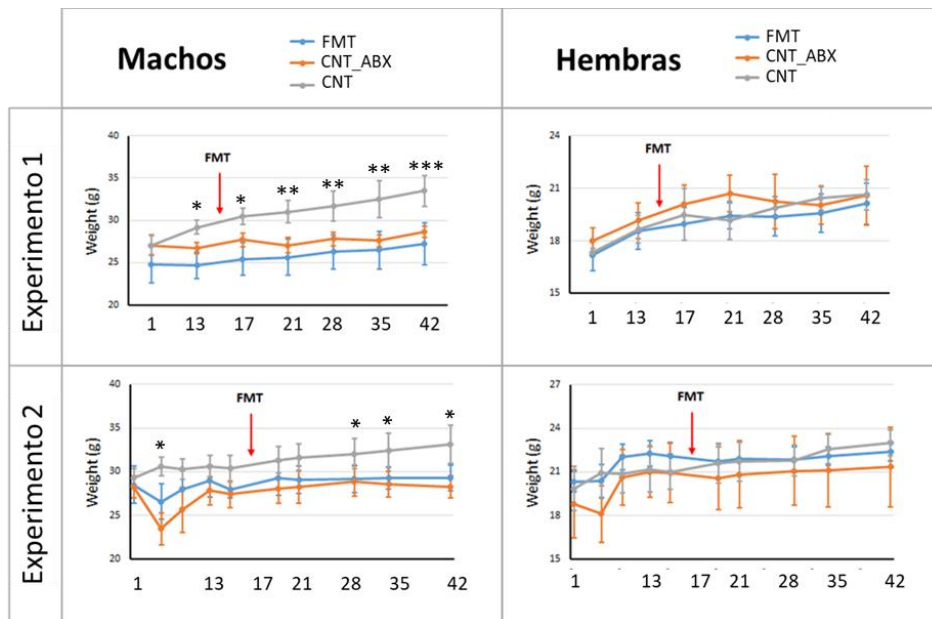 Machos
FMT
CNT_ABX
CNT
Hembras
FMT
CNT_ABX
CNT
Experimento 1
Weight (g)
40
35
30
25
20
FMT
* * ** ** ** ***
1 13 17 21 28 35 42
Weight (g)
24
21
18
15
FMT
1 13 17 21 28 35 42
Experimento 2
Weight (g)
40
35
30
25
20
FMT
* * * *
1 13 17 21 28 35 42
Weight (g)
27
24
21
18
15
FMT
1 13 17 21 28 35 42